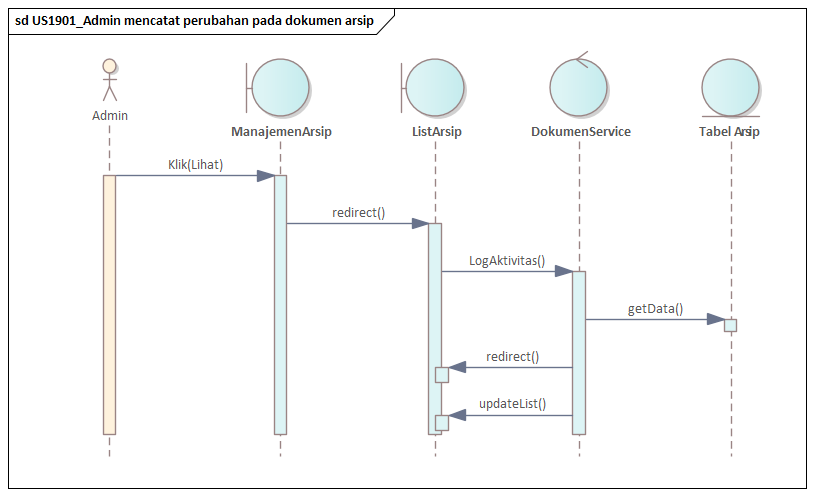 sd US1901_Admin mencatat perubahan pada dokumen arsip
Admin
ManajemenArsip
ListArsip
DokumenService
Tabel Arsip
Klik(Lihat)
redirect()
LogAktivitas()
getData()
redirect()
updateList()